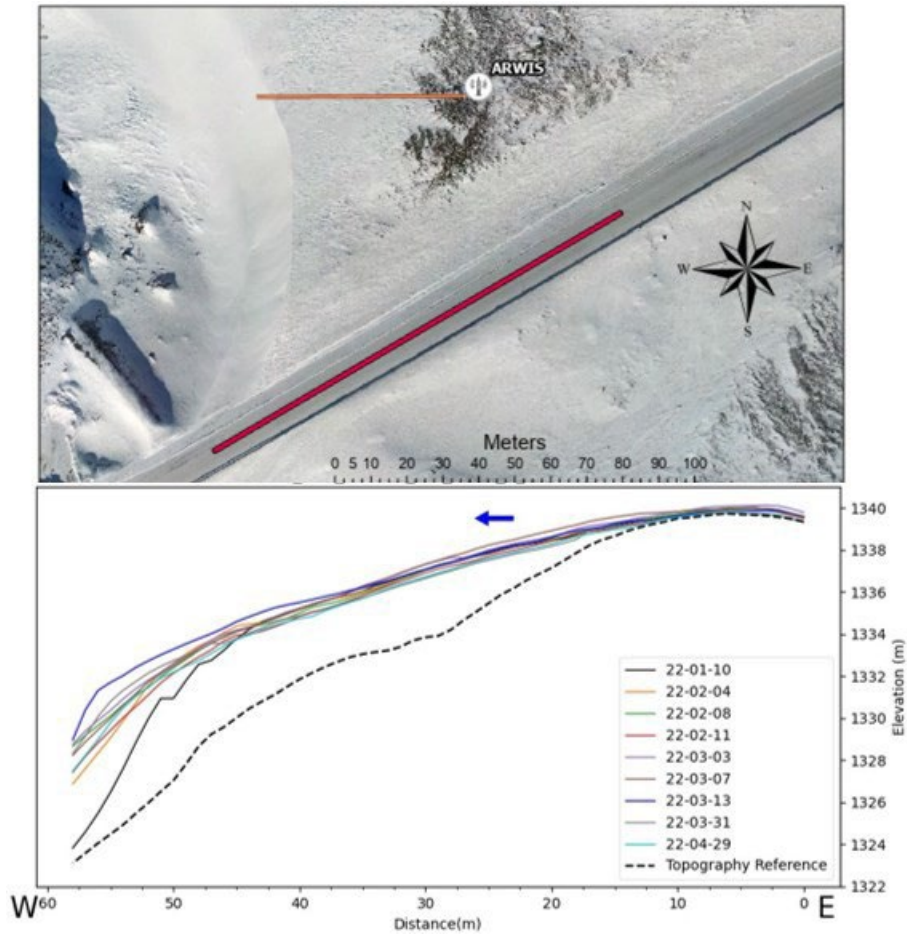 ARWIS
N
W E
S
Meters
0 5 10 20 30 40 50 60 70 80 90 100
1340
1338
1336
1334
1332
1330
1328
1326
1324
1322
Elevation (m)
22-01-10
22-02-04
22-02-08
22-02-11
22-03-03
22-03-07
22-03-13
22-03-31
22-04-29
Topography Reference
W E
60 50 40 30 20 10 0
Distance(m)